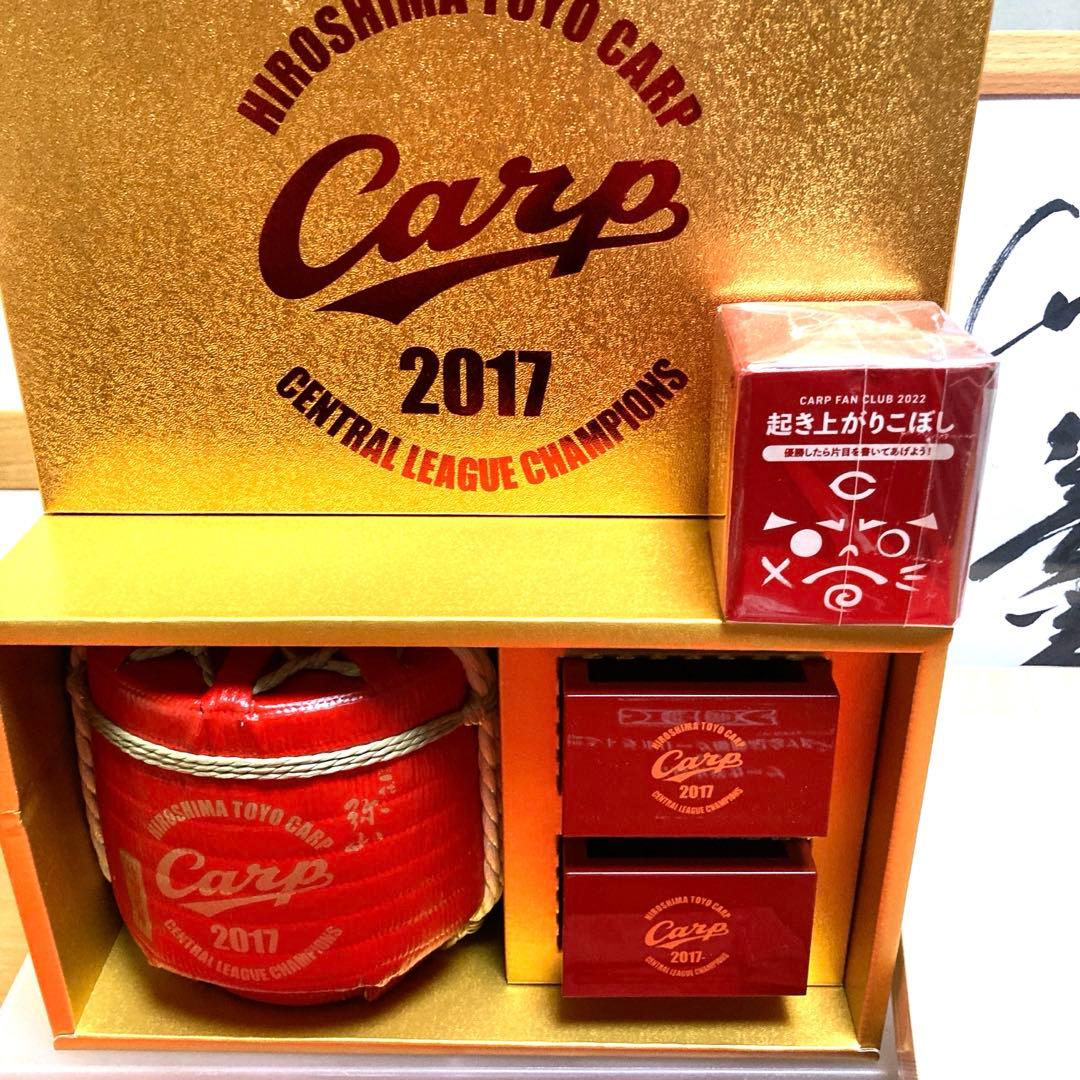 HIROSHIMA TOYO CARP
Carp
2017
CENTRAL LEAGUE CHAMPIONS
CARP FAN CLUB 2022
起き上がりこぼし
優勝したら片目を書いてあげよう!
C
HIROSHIMA TOYO CARP
Carp
2017
CENTRAL LEAGUE CHAMPIONS
HIROSHIMA TOYO CARP
Carp
2017
CENTRAL LEAGUE CHAMPIONS
HIROSHIMA TOYO CARP
Carp
2017
CENTRAL LEAGUE CHAMPIONS